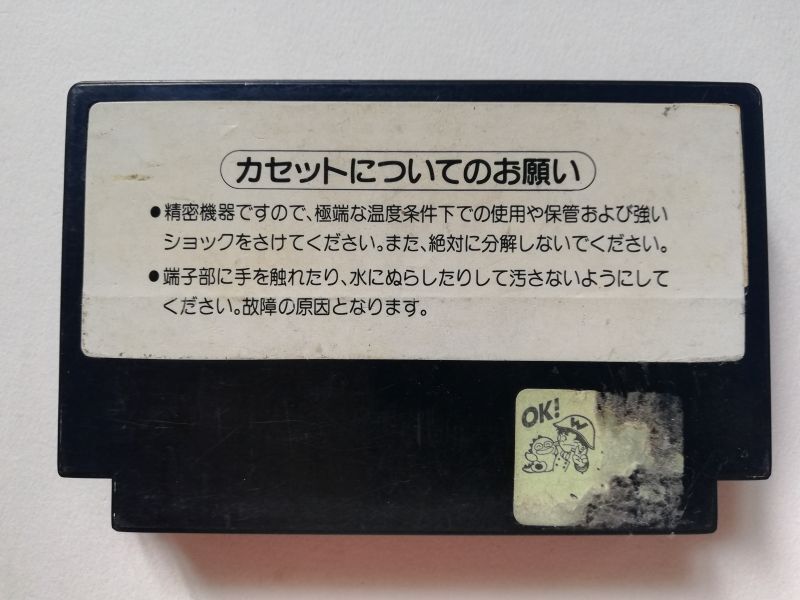 カセットについてのお願い
●精密機器ですので、極端な温度条件下での使用や保管および強い
ショックをさけてください。また、絶対に分解しないでください。
●端子部に手を触れたり、水にぬらしたりして汚さないようにして
ください。故障の原因となります。
OK!
W